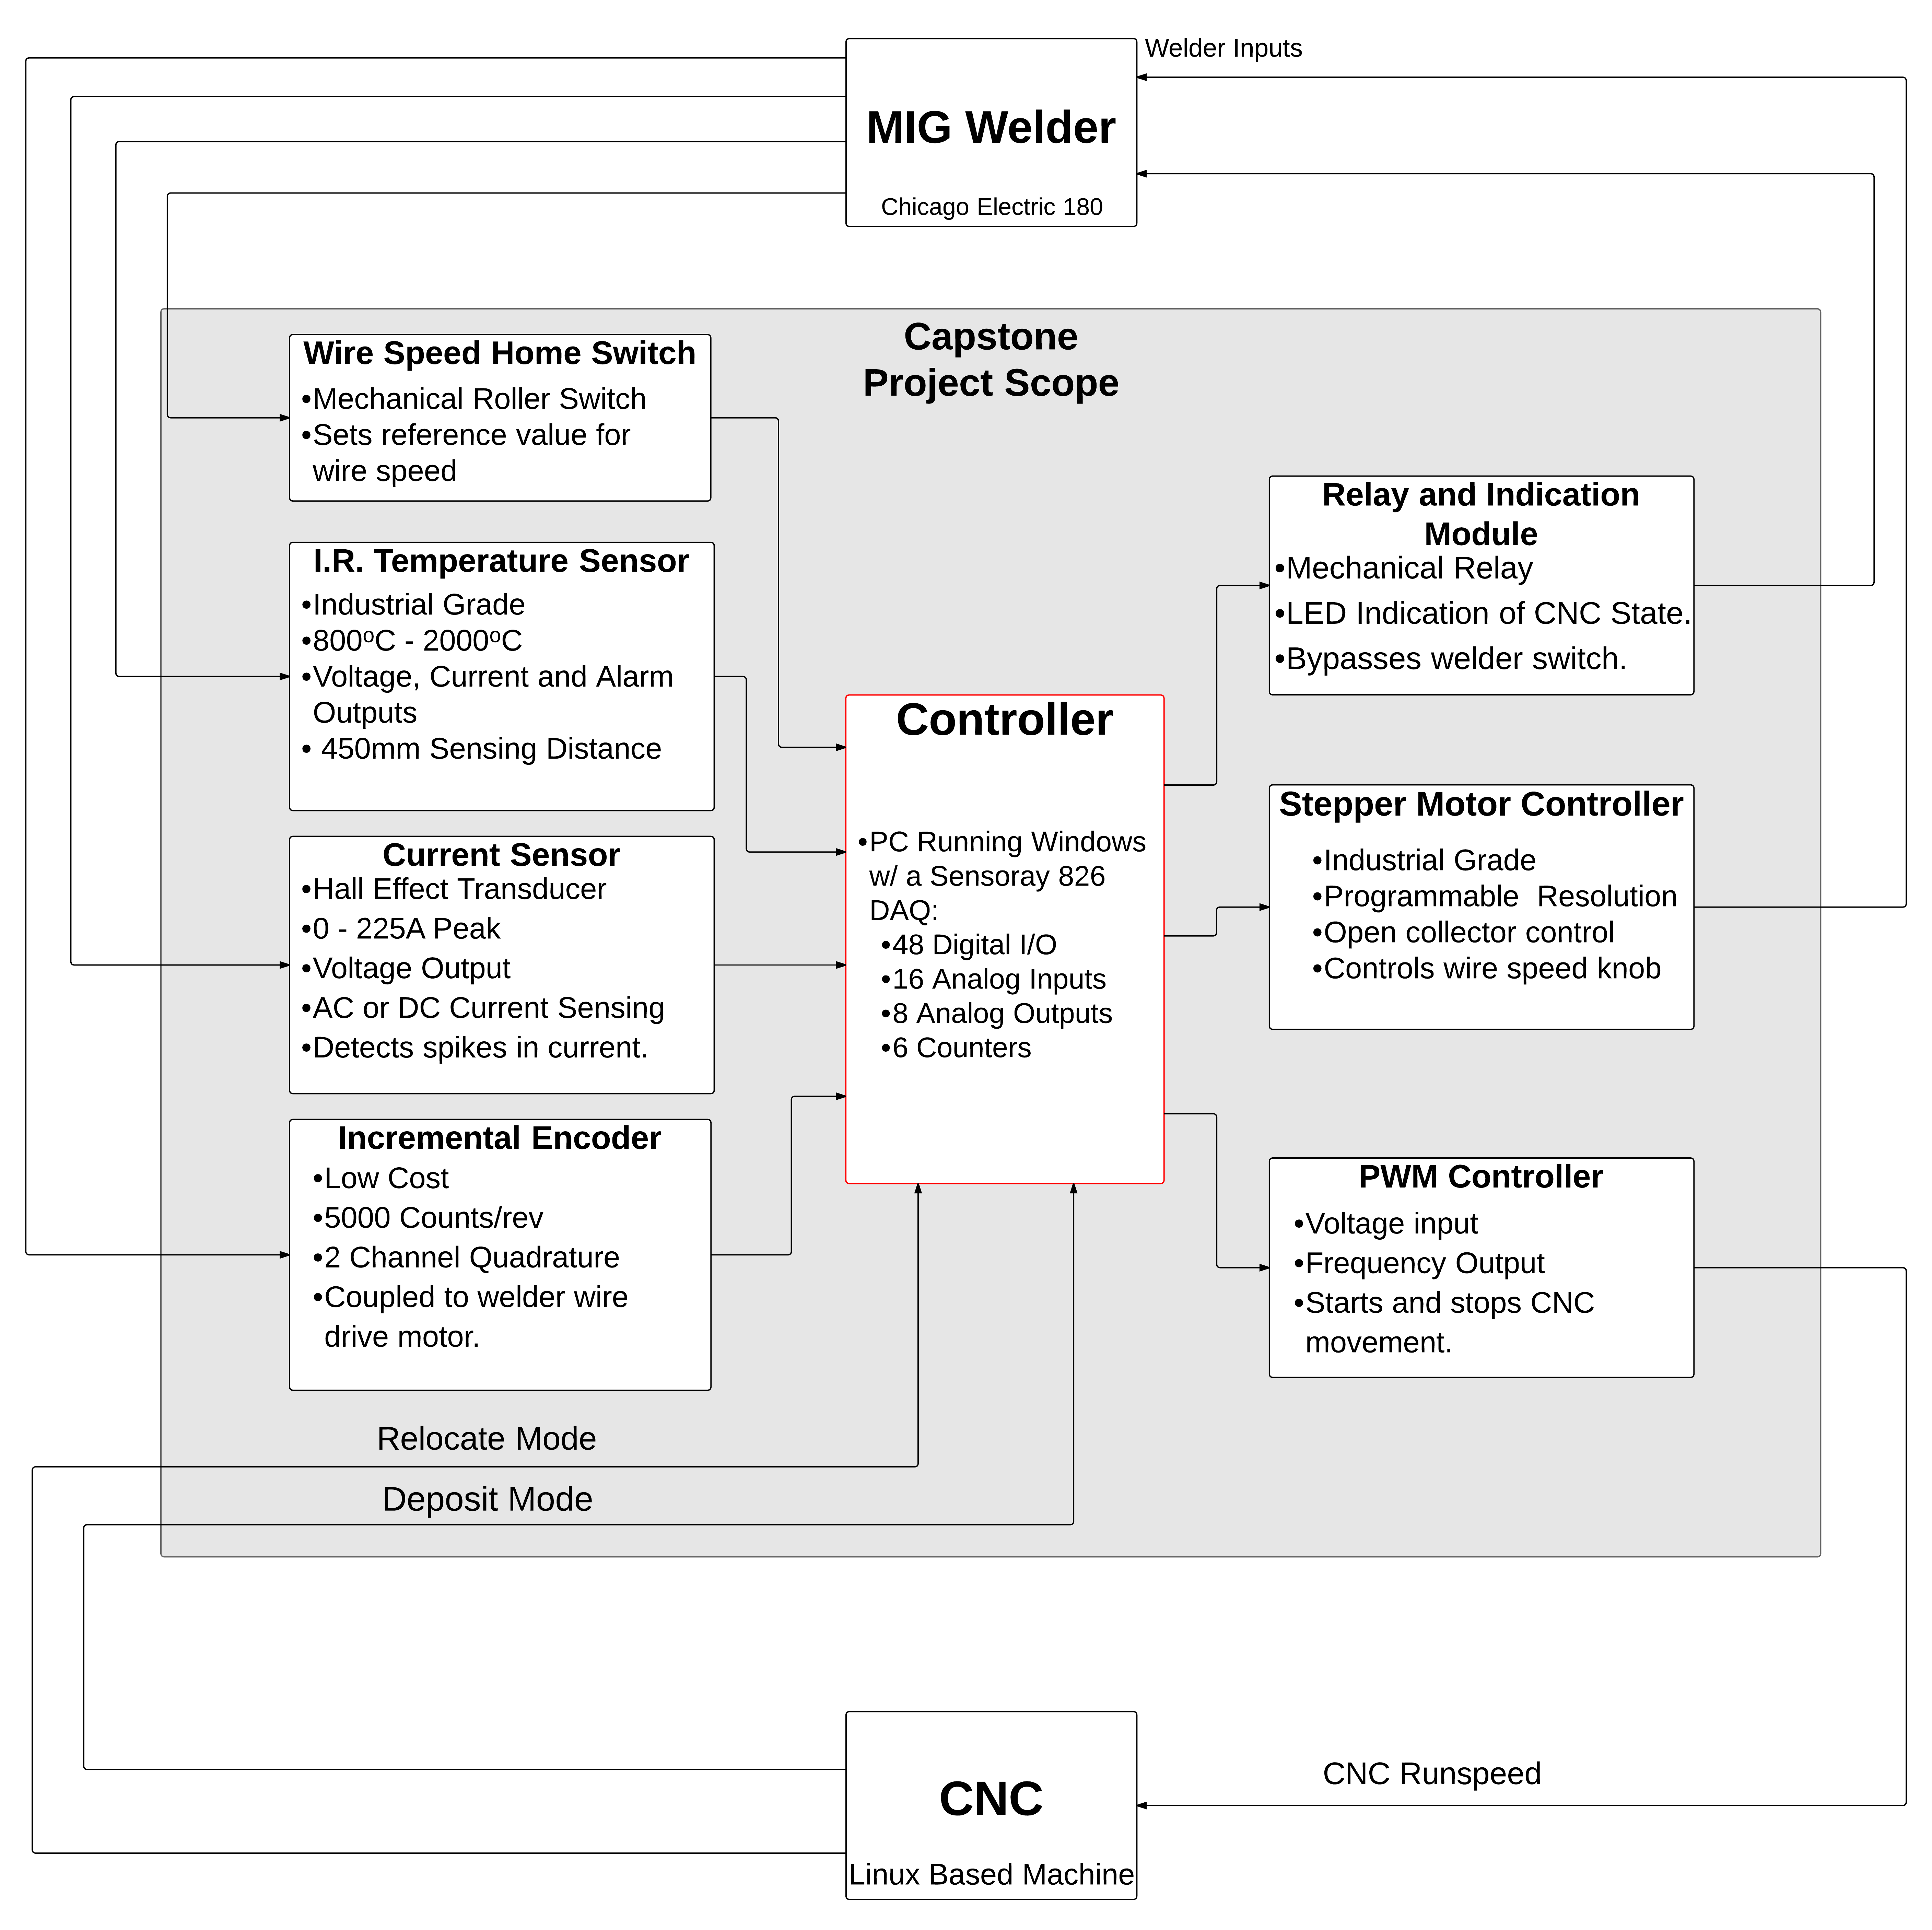 Welder Inputs
MIG Welder
Chicago Electric 180
Capstone
Project Scope
Wire Speed Home Switch
•Mechanical Roller Switch
•Sets reference value for
wire speed
I.R. Temperature Sensor
•Industrial Grade
•800ºC - 2000ºC
•Voltage, Current and Alarm
Outputs
• 450mm Sensing Distance
Current Sensor
•Hall Effect Transducer
•0 - 225A Peak
•Voltage Output
•AC or DC Current Sensing
•Detects spikes in current.
Incremental Encoder
•Low Cost
•5000 Counts/rev
•2 Channel Quadrature
•Coupled to welder wire
drive motor.
Controller
•PC Running Windows
w/ a Sensoray 826
DAQ:
•48 Digital I/O
•16 Analog Inputs
•8 Analog Outputs
•6 Counters
Relay and Indication
Module
•Mechanical Relay
•LED Indication of CNC State.
•Bypasses welder switch.
Stepper Motor Controller
•Industrial Grade
•Programmable  Resolution
•Open collector control
•Controls wire speed knob
PWM Controller
•Voltage input
•Frequency Output
•Starts and stops CNC
movement.
Relocate Mode
Deposit Mode
CNC
Linux Based Machine
CNC Runspeed